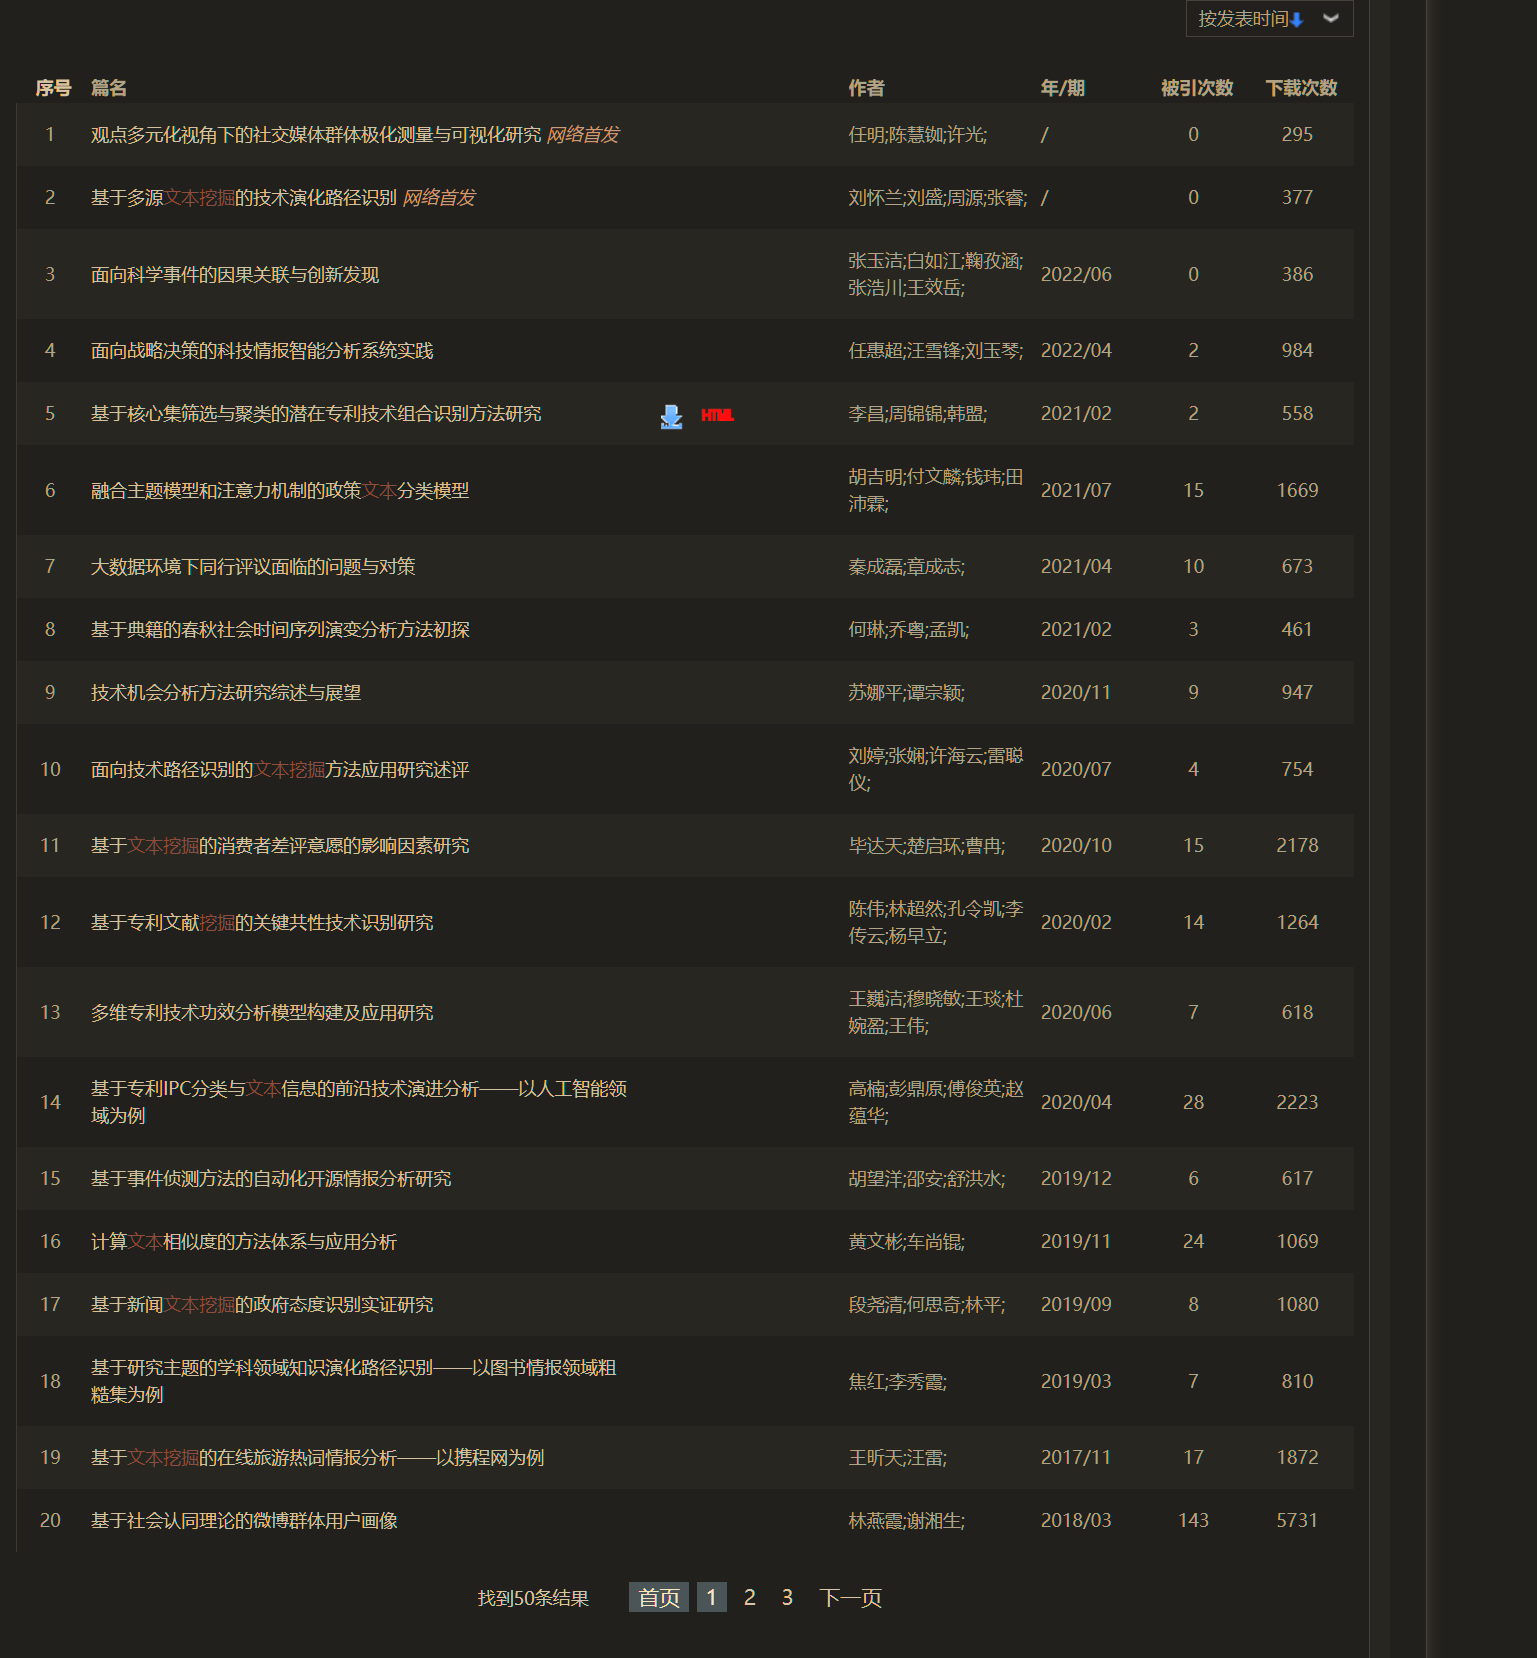 按发表时间
序号 篇名 作者 年/期 被引次数 下载次数
1 观点多元化视角下的社交媒体群体极化测量与可视化研究 网络首发 任明;陈慧铷;许光; / 0 295
2 基于多源文本挖掘的技术演化路径识别 网络首发 刘怀兰;刘盛;周源;张睿; / 0 377
3 面向科学事件的因果关联与创新发现 张玉洁;白如江;鞠孜涵;
张浩川;王效岳; 2022/06 0 386
4 面向战略决策的科技情报智能分析系统实践 任惠超;汪雪锋;刘玉琴; 2022/04 2 984
5 基于核心集筛选与聚类的潜在专利技术组合识别方法研究 HTML 李昌;周锦锦;韩盟; 2021/02 2 558
6 融合主题模型和注意力机制的政策文本分类模型 胡吉明;付文麟;钱玮;田
沛霖; 2021/07 15 1669
7 大数据环境下同行评议面临的问题与对策 秦成磊;章成志; 2021/04 10 673
8 基于典籍的春秋社会时间序列演变分析方法初探 何琳;乔粤;孟凯; 2021/02 3 461
9 技术机会分析方法研究综述与展望 苏娜平;谭宗颖; 2020/11 9 947
10 面向技术路径识别的文本挖掘方法应用研究述评 刘婷;张娴;许海云;雷聪
仪; 2020/07 4 754
11 基于文本挖掘的消费者差评意愿的影响因素研究 毕达天;楚启环;曹冉; 2020/10 15 2178
12 基于专利文献挖掘的关键共性技术识别研究 陈伟;林超然;孔令凯;李
传云;杨早立; 2020/02 14 1264
13 多维专利技术功效分析模型构建及应用研究 王巍洁;穆晓敏;王琰;杜
婉盈;王伟; 2020/06 7 618
14 基于专利IPC分类与文本信息的前沿技术演进分析——以人工智能领
域为例 高楠;彭鼎原;傅俊英;赵
蕴华; 2020/04 28 2223
15 基于事件侦测方法的自动化开源情报分析研究 胡望洋;邵安;舒洪水; 2019/12 6 617
16 计算文本相似度的方法体系与应用分析 黄文彬;车尚锟; 2019/11 24 1069
17 基于新闻文本挖掘的政府态度识别实证研究 段尧清;何思奇;林平; 2019/09 8 1080
18 基于研究主题的学科领域知识演化路径识别——以图书情报领域粗
糙集为例 焦红;李秀霞; 2019/03 7 810
19 基于文本挖掘的在线旅游热词情报分析——以携程网为例 王昕天;汪雷; 2017/11 17 1872
20 基于社会认同理论的微博群体用户画像 林燕霞;谢湘生; 2018/03 143 5731
找到50条结果 首页 1 2 3 下一页